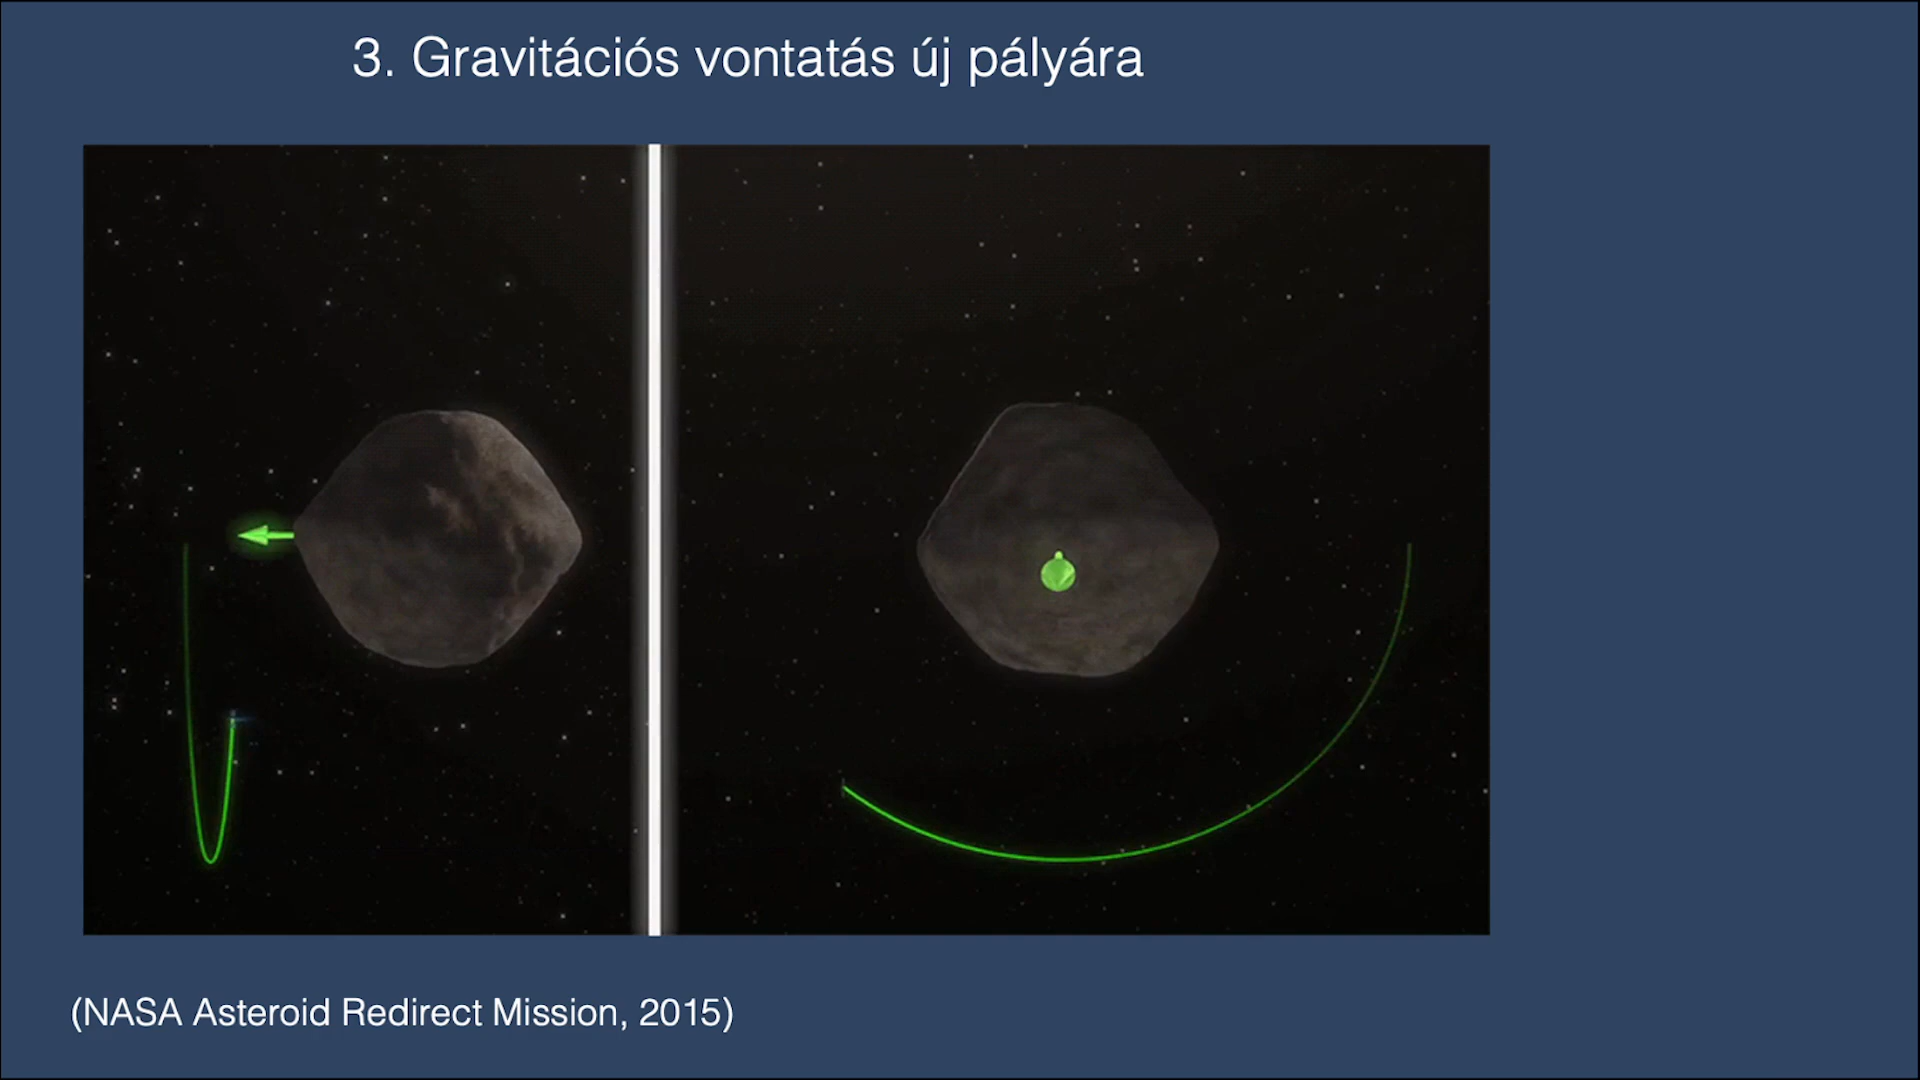 3. Gravitációs vontatás új pályára
(NASA Asteroid Redirect Mission, 2015)